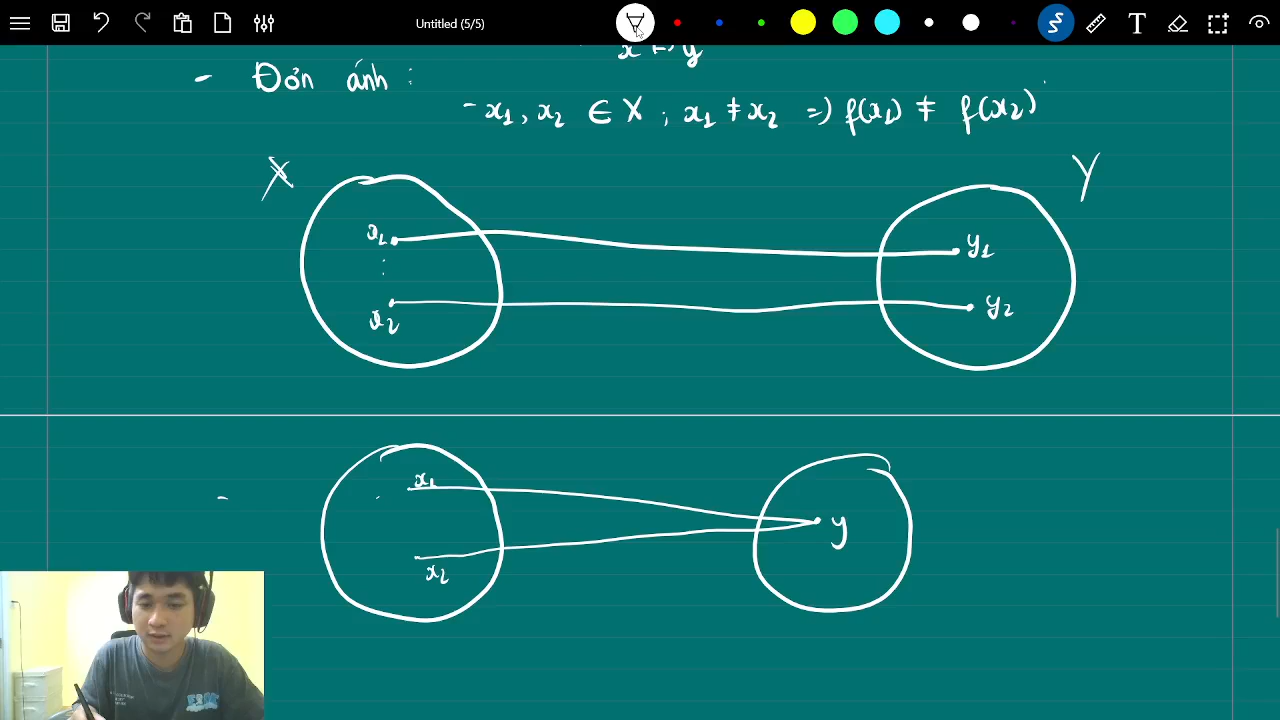 Untitled (5/5)
x ↦ y
- Đơn ánh :
- x₁, x₂ ∈ X ; x₁ ≠ x₂ => f(x₁) ≠ f(x₂)
X Y
x₁ y₁
x₂ y₂
-
x₁
y
x₂